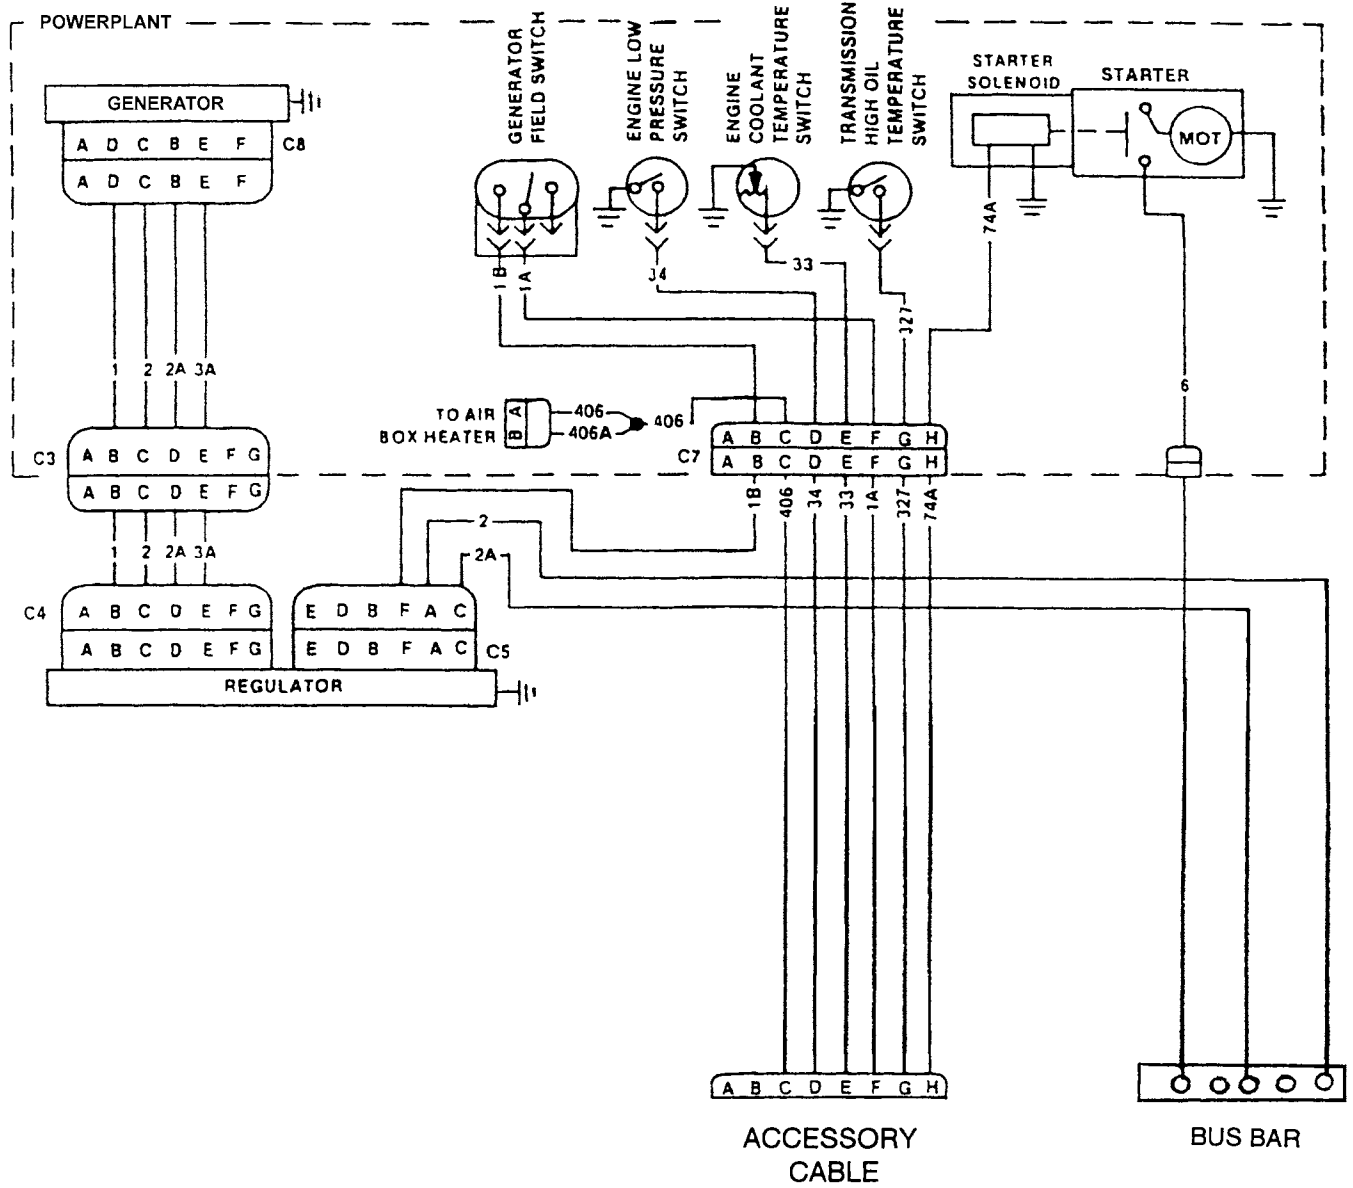 POWERPLANT
GENERATOR
A D C B E F C8
A D C B E F
GENERATOR
FIELD SWITCH
ENGINE LOW
PRESSURE
SWITCH
ENGINE
COOLANT
TEMPERATURE
SWITCH
TRANSMISSION
HIGH OIL
TEMPERATURE
SWITCH
STARTER
SOLENOID
STARTER
MOT
74A
1B
1A
34
33
327
6
1 2 2A 3A
TO AIR
BOX HEATER
A
B
406
406A
406
C3
A B C D E F G
A B C D E F G
C7
A B C D E F G H
A B C D E F G H
1B 406 34 33 1A 327 74A
1 2 2A 3A
2
2A
C4
A B C D E F G
A B C D E F G
E D B F A C
E D B F A C C5
REGULATOR
A B C D E F G H
ACCESSORY
CABLE
BUS BAR